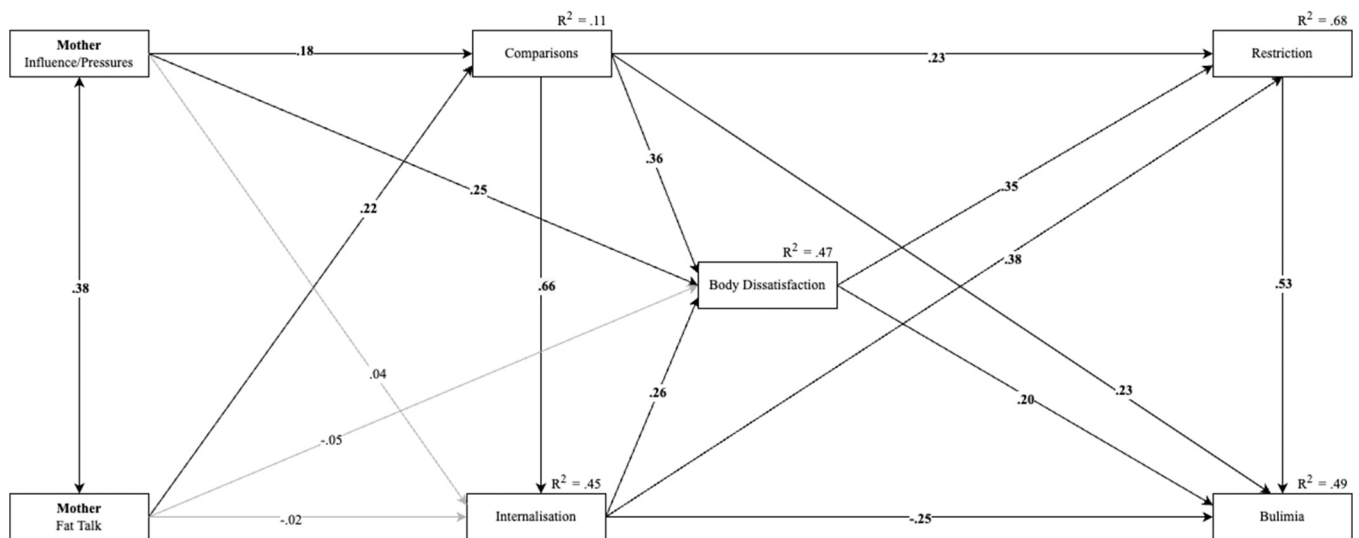 R² = .11
R² = .68
Mother
Influence/Pressures
.18
Comparisons
.23
Restriction
.36
.25
.35
.22
R² = .47
.38
.66
Body Dissatisfaction
.38
.53
.04
.26
.20
.23
-.05
R² = .45
R² = .49
Mother
Fat Talk
-.02
Internalisation
-.25
Bulimia